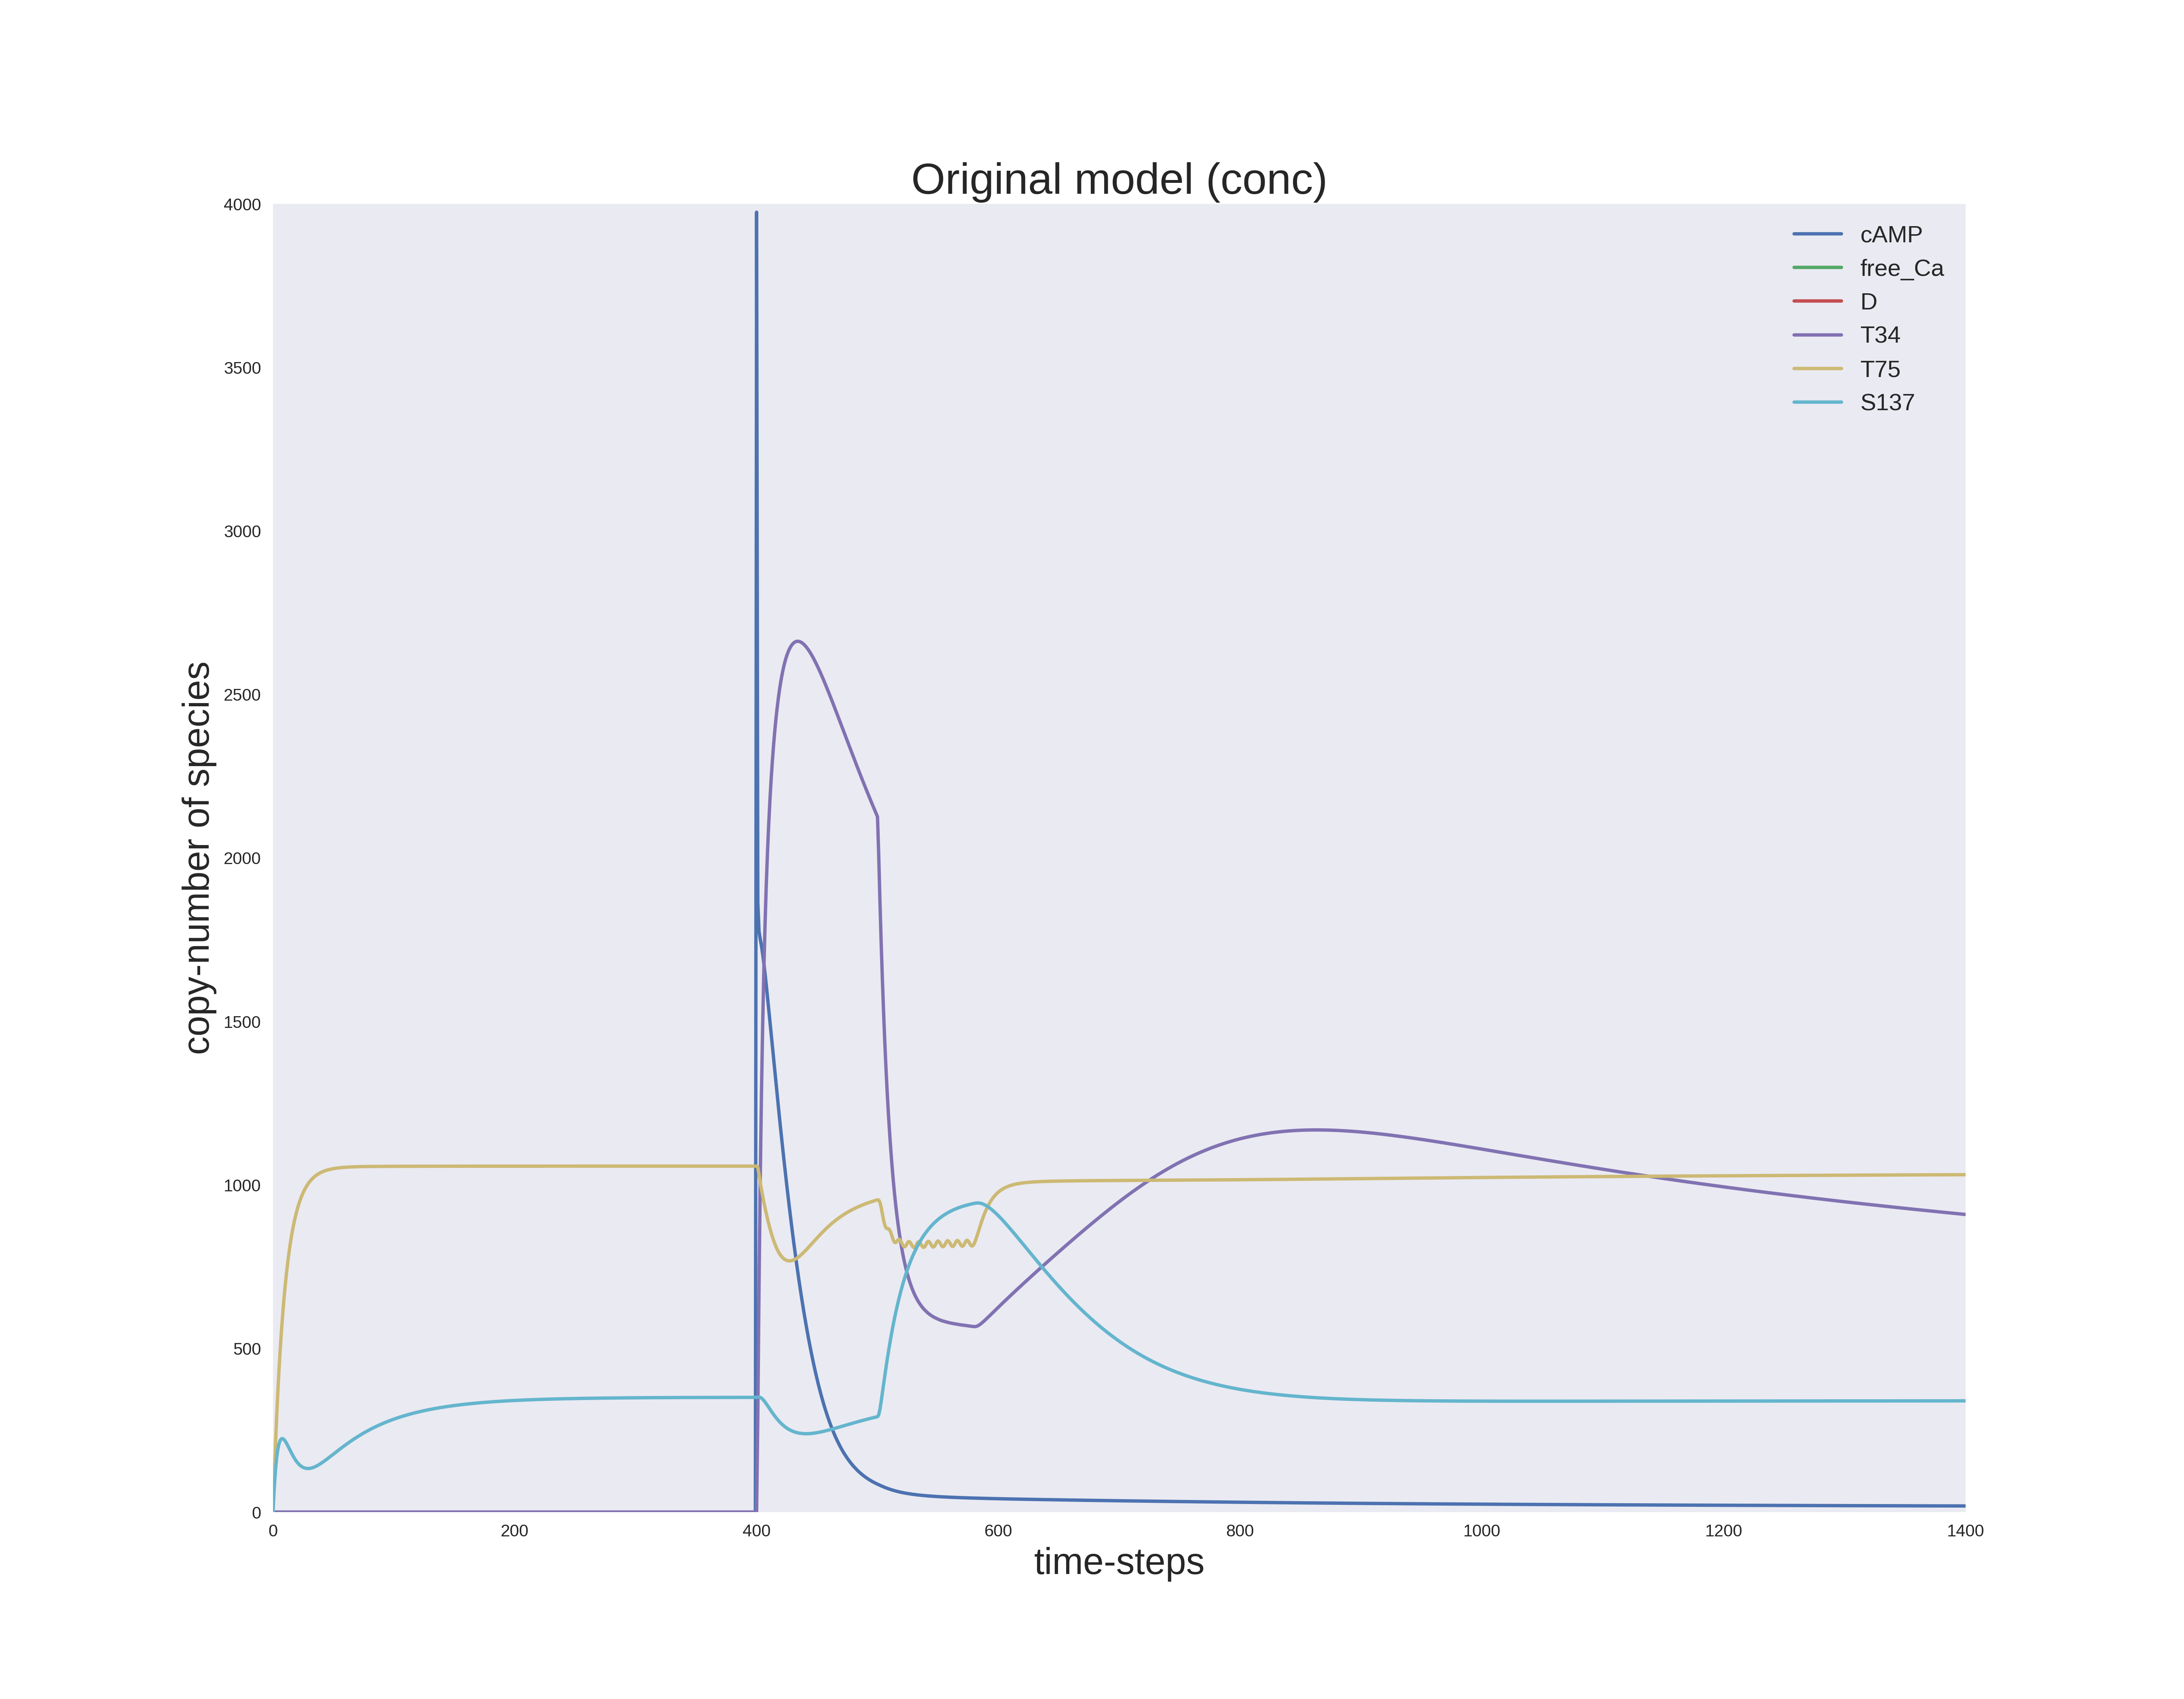 Original model (conc)
4000
3500
3000
2500
2000
1500
1000
500
0
copy-number of species
cAMP
free_Ca
D
T34
T75
S137
0 200 400 600 800 1000 1200 1400
time-steps